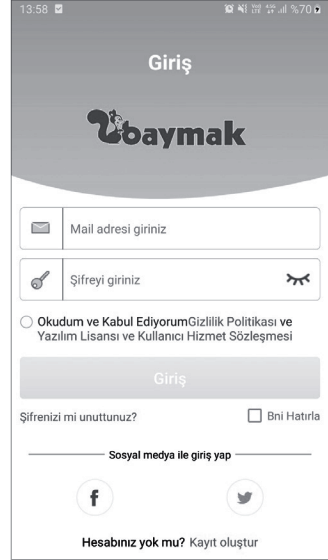 13:58 %70
Giriş
baymak
Mail adresi giriniz
Şifreyi giriniz
Okudum ve Kabul EdiyorumGizlilik Politikası ve
Yazılım Lisansı ve Kullanıcı Hizmet Sözleşmesi
Giriş
Şifrenizi mi unuttunuz? Bni Hatırla
Sosyal medya ile giriş yap
f
Hesabınız yok mu? Kayıt oluştur